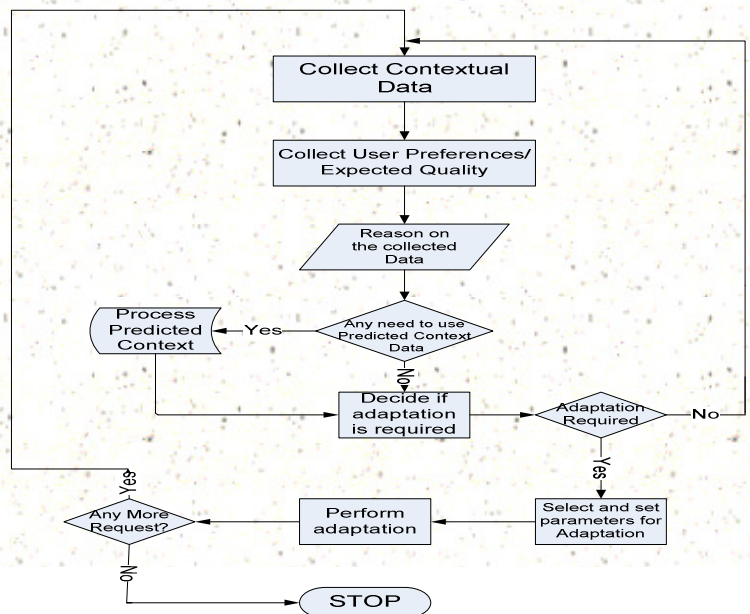 Collect Contextual
Data
Collect User Preferences/
Expected Quality
Reason on
the collected
Data
Any need to use
Predicted Context
Data
Yes
Process
Predicted
Context
No
Decide if
adaptation
is required
Adaptation
Required
No
Yes
Select and set
parameters for
Adaptation
Perform
adaptation
Any More
Request?
Yes
No
STOP